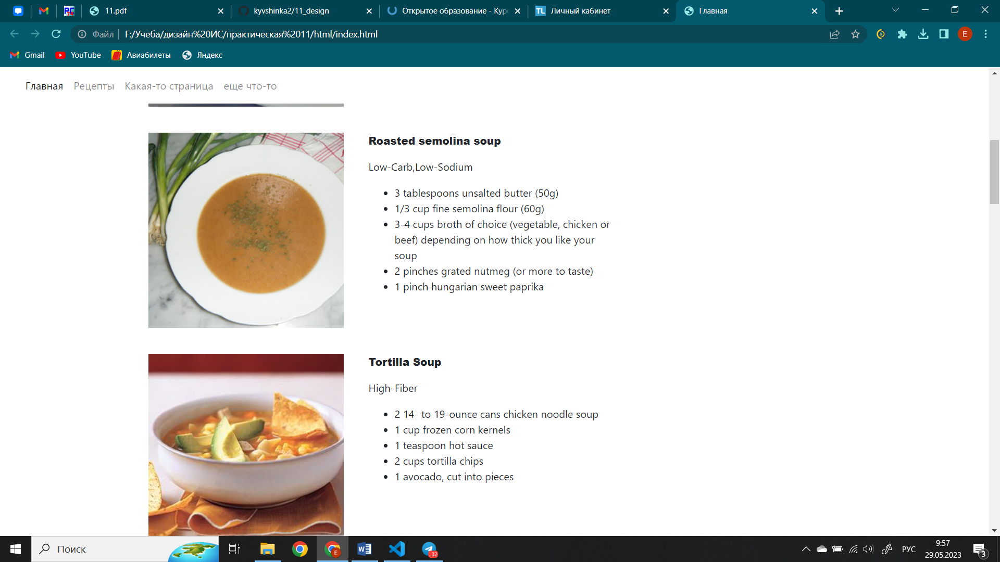 11.pdf
kyvshinka2/11_design
Открытое образование - Кур
Личный кабинет
Главная
Файл
F:/Учеба/дизайн%20ИС/практическая%2011/html/index.html
E
Gmail
YouTube
Авиабилеты
Яндекс
Главная
Рецепты
Какая-то страница
еще что-то
Roasted semolina soup
Low-Carb,Low-Sodium
3 tablespoons unsalted butter (50g)
1/3 cup fine semolina flour (60g)
3-4 cups broth of choice (vegetable, chicken or
beef) depending on how thick you like your
soup
2 pinches grated nutmeg (or more to taste)
1 pinch hungarian sweet paprika
Tortilla Soup
High-Fiber
2 14- to 19-ounce cans chicken noodle soup
1 cup frozen corn kernels
1 teaspoon hot sauce
2 cups tortilla chips
1 avocado, cut into pieces
Поиск
E
..32
РУС
9:57
29.05.2023
3